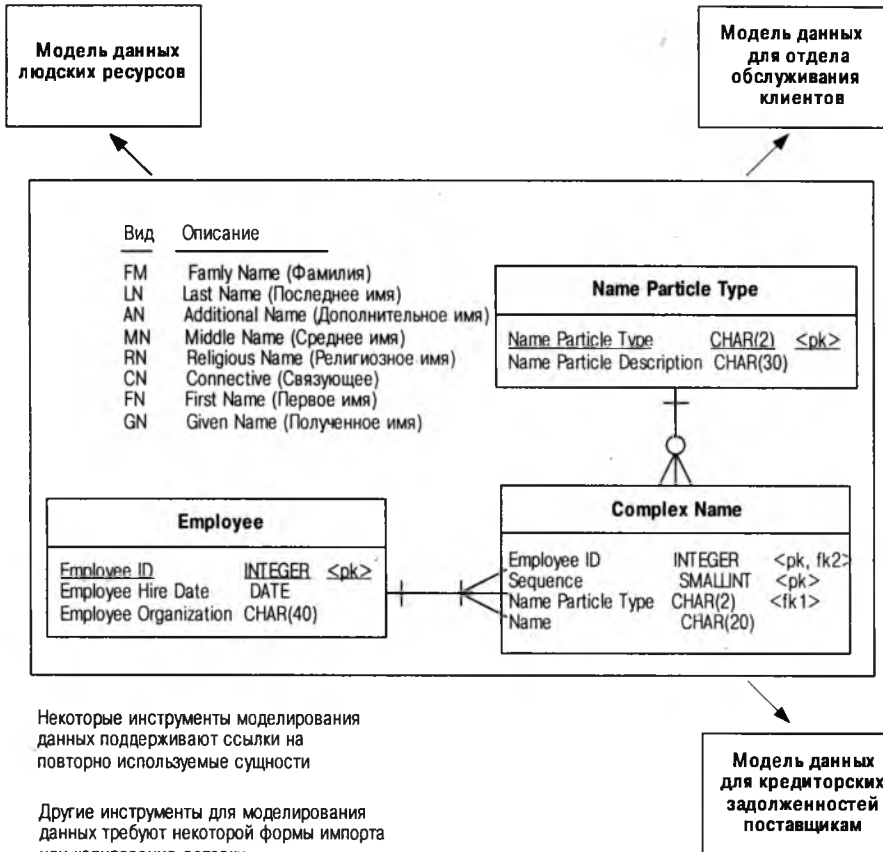 Модель данных
людских ресурсов
Модель данных
для отдела
обслуживания
клиентов
Вид Описание
FM Famly Name (Фамилия)
LN Last Name (Последнее имя)
AN Additional Name (Дополнительное имя)
MN Middle Name (Среднее имя)
RN Religious Name (Религиозное имя)
CN Connective (Связующее)
FN First Name (Первое имя)
GN Given Name (Полученное имя)
Name Particle Type
Name Particle Type CHAR(2) <pk>
Name Particle Description CHAR(30)
Employee
Employee ID INTEGER <pk>
Employee Hire Date DATE
Employee Organization CHAR(40)
Complex Name
Employee ID INTEGER <pk, fk2>
Sequence SMALLINT <pk>
Name Particle Type CHAR(2) <fk1>
Name CHAR(20)
Некоторые инструменты моделирования
данных поддерживают ссылки на
повторно используемые сущности
Другие инструменты для моделирования
данных требуют некоторой формы импорта
Модель данных
для кредиторских
задолженностей
поставщикам